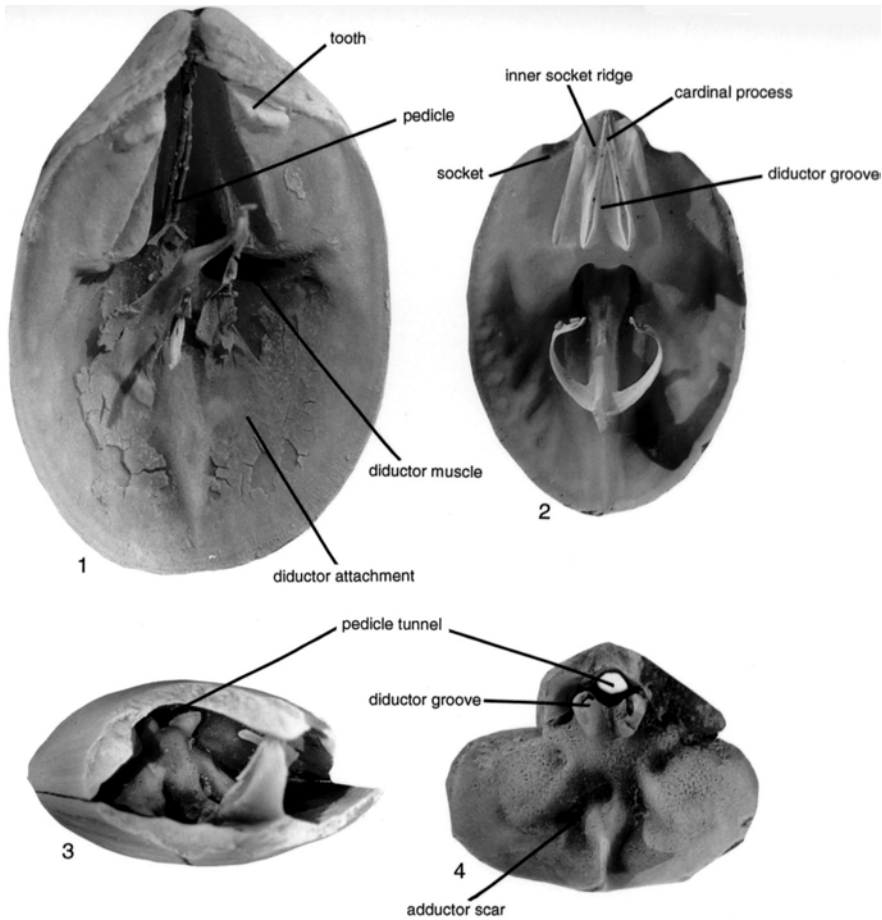 tooth
inner socket ridge
cardinal process
pedicle
socket
diductor groove
diductor muscle
2
1
diductor attachment
pedicle tunnel
diductor groove
3
4
adductor scar